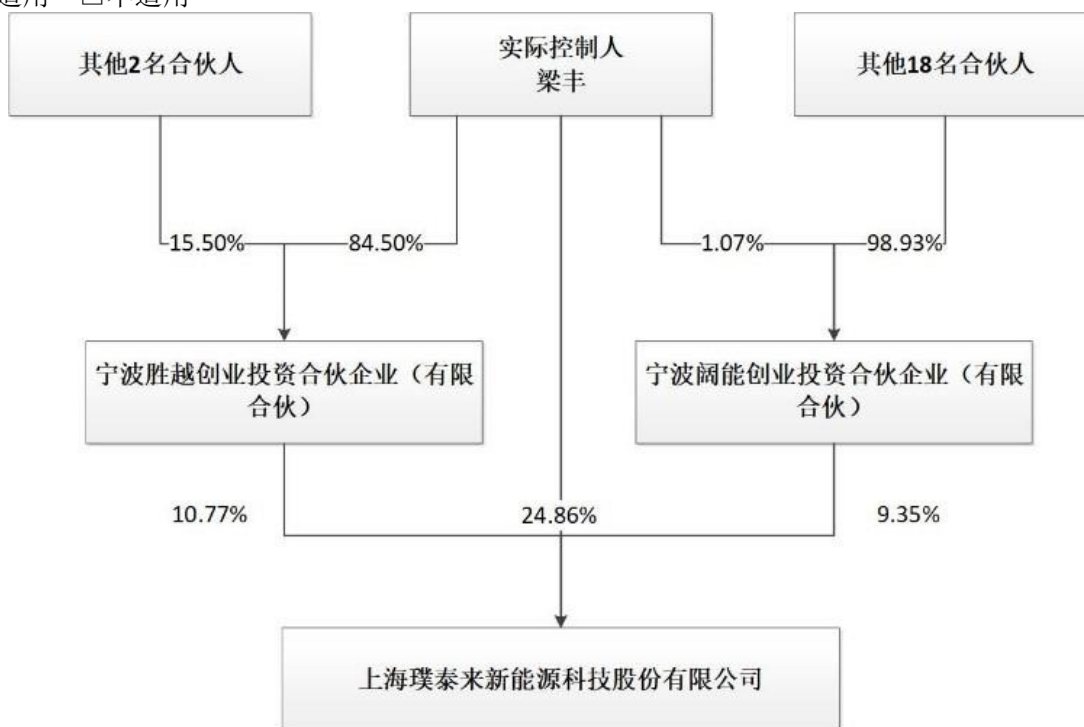 其他2名合伙人
实际控制人
梁丰
其他18名合伙人
15.50%
84.50%
1.07%
98.93%
宁波胜越创业投资合伙企业（有限
合伙）
宁波阔能创业投资合伙企业（有限
合伙）
10.77%
24.86%
9.35%
上海璞泰来新能源科技股份有限公司